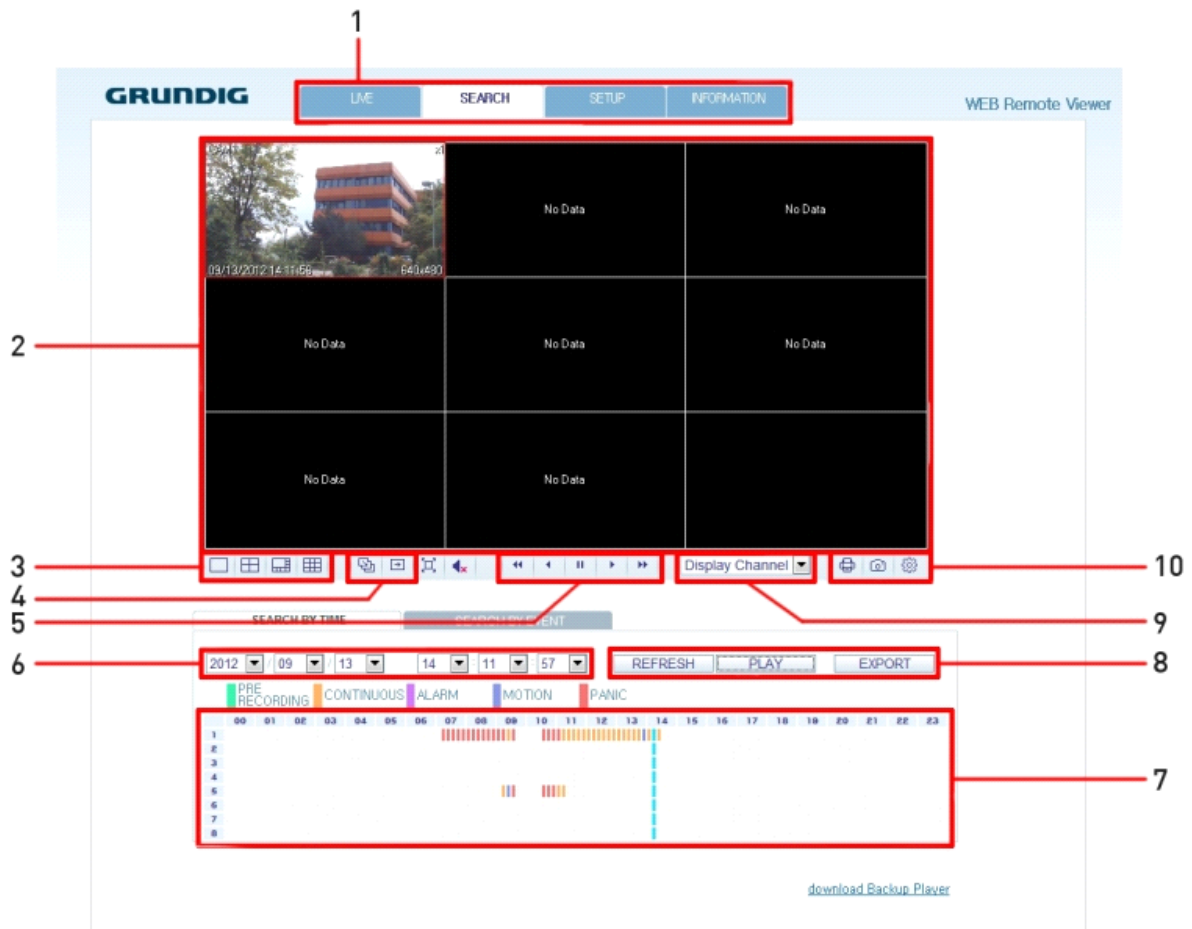 1
GRUNDIG
LIVE SEARCH SETUP INFORMATION
WEB Remote Viewer
x1
No Data
No Data
09/13/2012 14:11:56 640x480
2
No Data
No Data
No Data
No Data
No Data
3
4
5
Display Channel
10
9
SEARCH BY TIME SEARCH BY EVENT
6
2012 / 09 / 13 14 : 11 : 57
REFRESH PLAY EXPORT
8
PRE RECORDING CONTINUOUS ALARM MOTION PANIC
00 01 02 03 04 05 06 07 08 09 10 11 12 13 14 15 16 17 18 19 20 21 22 23
1
2
3
4
5
6
7
8
7
download Backup Player